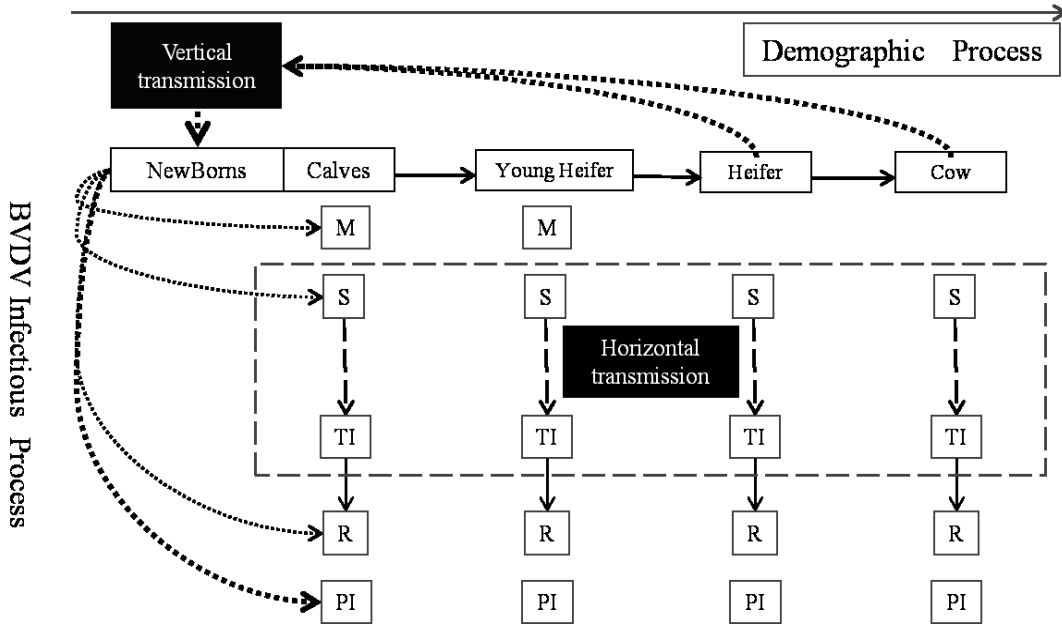 Vertical
transmission
Demographic Process
NewBorns Calves Young Heifer Heifer Cow
BVDV Infectious Process
M M
S S S S
Horizontal
transmission
TI TI TI TI
R R R R
PI PI PI PI